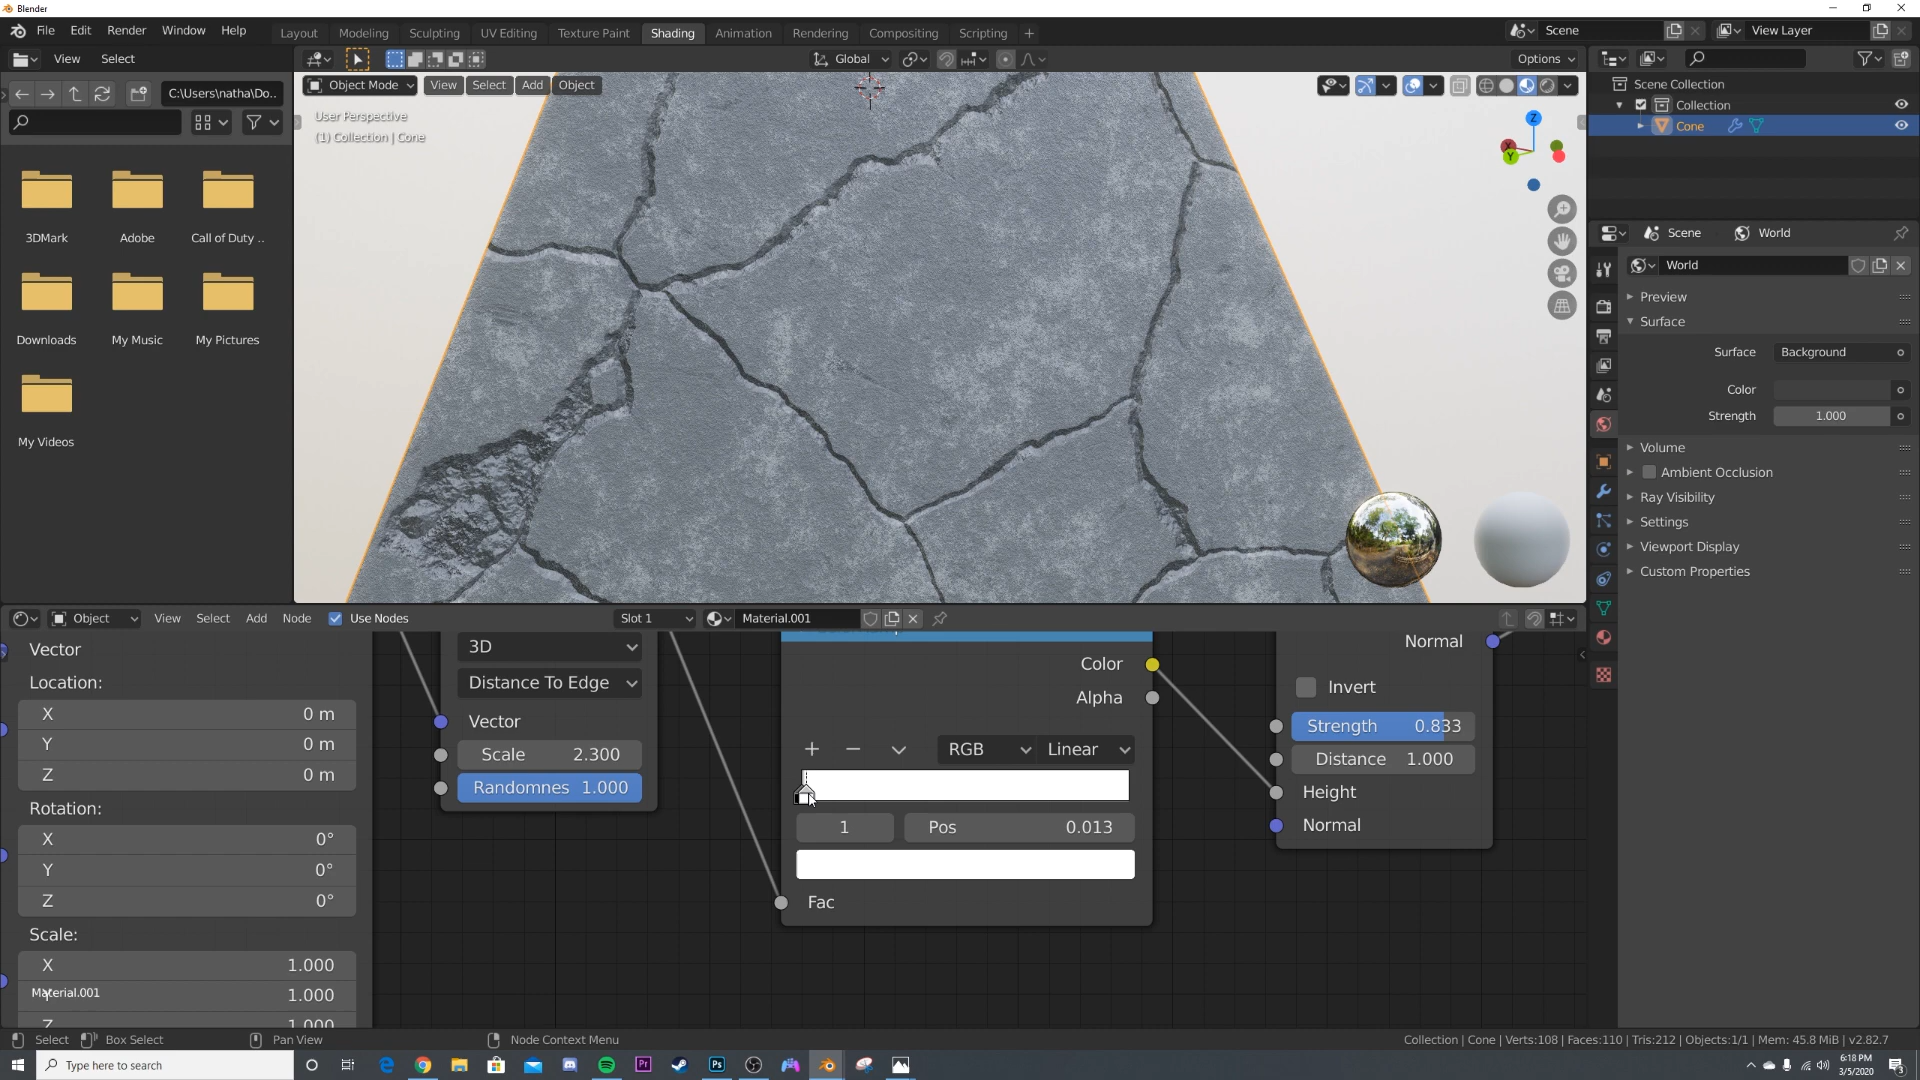 Blender
File Edit Render Window Help
Layout Modeling Sculpting UV Editing Texture Paint Shading Animation Rendering Compositing Scripting +
Scene
View Layer
View Select
Global
Options
C:\Users\natha\Do..
Object Mode View Select Add Object
User Perspective
(1) Collection | Cone
Z
X
Y
Scene Collection
Collection
Cone
3DMark Adobe Call of Duty ..
Downloads My Music My Pictures
My Videos
Scene World
World
Preview
Surface
Surface Background
Color
Strength 1.000
Volume
Ambient Occlusion
Ray Visibility
Settings
Viewport Display
Custom Properties
Object View Select Add Node Use Nodes Slot 1 Material.001
Vector
Location:
X 0 m
Y 0 m
Z 0 m
Rotation:
X 0°
Y 0°
Z 0°
Scale:
X 1.000
Y 1.000
Z 1.000
Material.001
3D
Distance To Edge
Vector
Scale 2.300
Randomnes 1.000
Color
Alpha
RGB Linear
1 Pos 0.013
Fac
Normal
Invert
Strength 0.833
Distance 1.000
Height
Normal
Select Box Select Pan View Node Context Menu
Collection | Cone | Verts:108 | Faces:110 | Tris:212 | Objects:1/1 | Mem: 45.8 MiB | v2.82.7
Type here to search
6:18 PM
3/5/2020